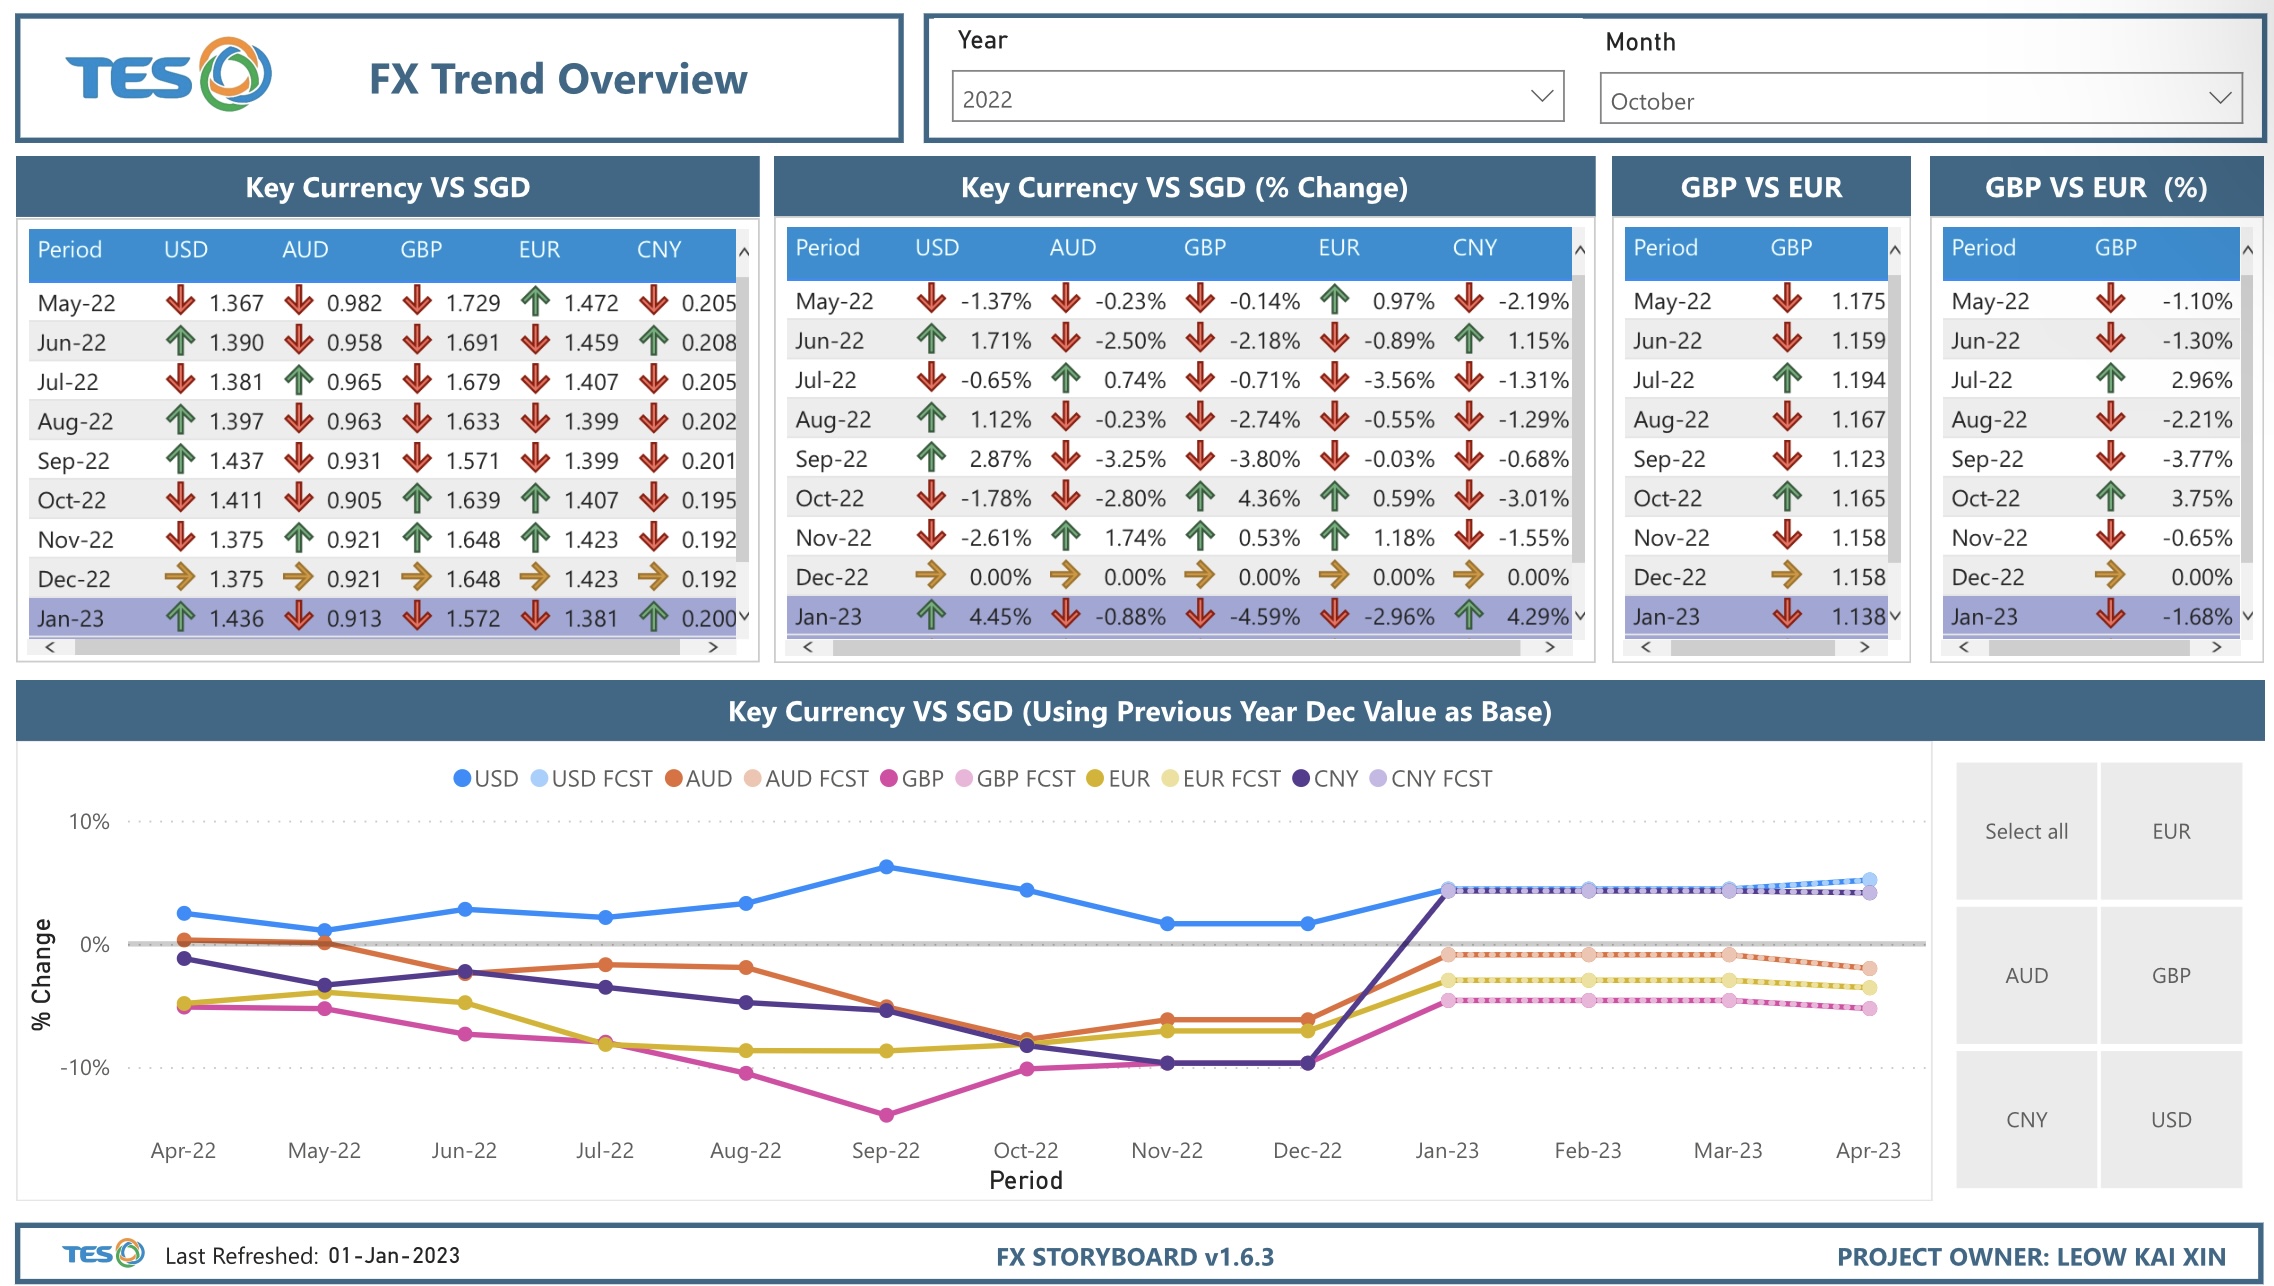 TES
FX Trend Overview
Year
2022
Month
October
Key Currency VS SGD
Period USD AUD GBP EUR CNY
May-22 1.367 0.982 1.729 1.472 0.205
Jun-22 1.390 0.958 1.691 1.459 0.208
Jul-22 1.381 0.965 1.679 1.407 0.205
Aug-22 1.397 0.963 1.633 1.399 0.202
Sep-22 1.437 0.931 1.571 1.399 0.201
Oct-22 1.411 0.905 1.639 1.407 0.195
Nov-22 1.375 0.921 1.648 1.423 0.192
Dec-22 1.375 0.921 1.648 1.423 0.192
Jan-23 1.436 0.913 1.572 1.381 0.200
Key Currency VS SGD (% Change)
Period USD AUD GBP EUR CNY
May-22 -1.37% -0.23% -0.14% 0.97% -2.19%
Jun-22 1.71% -2.50% -2.18% -0.89% 1.15%
Jul-22 -0.65% 0.74% -0.71% -3.56% -1.31%
Aug-22 1.12% -0.23% -2.74% -0.55% -1.29%
Sep-22 2.87% -3.25% -3.80% -0.03% -0.68%
Oct-22 -1.78% -2.80% 4.36% 0.59% -3.01%
Nov-22 -2.61% 1.74% 0.53% 1.18% -1.55%
Dec-22 0.00% 0.00% 0.00% 0.00% 0.00%
Jan-23 4.45% -0.88% -4.59% -2.96% 4.29%
GBP VS EUR
Period GBP
May-22 1.175
Jun-22 1.159
Jul-22 1.194
Aug-22 1.167
Sep-22 1.123
Oct-22 1.165
Nov-22 1.158
Dec-22 1.158
Jan-23 1.138
GBP VS EUR (%)
Period GBP
May-22 -1.10%
Jun-22 -1.30%
Jul-22 2.96%
Aug-22 -2.21%
Sep-22 -3.77%
Oct-22 3.75%
Nov-22 -0.65%
Dec-22 0.00%
Jan-23 -1.68%
Key Currency VS SGD (Using Previous Year Dec Value as Base)
USD USD FCST AUD AUD FCST GBP GBP FCST EUR EUR FCST CNY CNY FCST
10%
0%
-10%
% Change
Apr-22 May-22 Jun-22 Jul-22 Aug-22 Sep-22 Oct-22 Nov-22 Dec-22 Jan-23 Feb-23 Mar-23 Apr-23
Period
Select all EUR
AUD GBP
CNY USD
TES Last Refreshed: 01-Jan-2023
FX STORYBOARD v1.6.3
PROJECT OWNER: LEOW KAI XIN